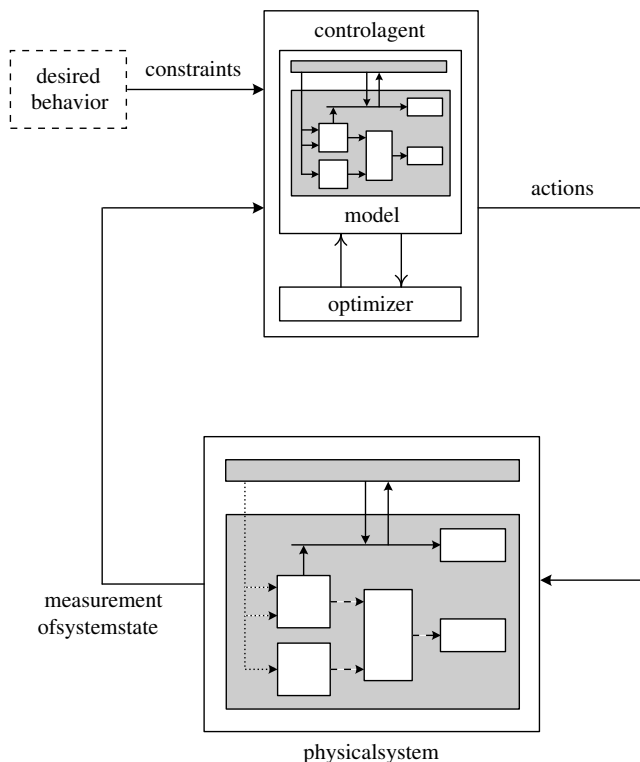 controlagent
desired
behavior
constraints
model
actions
optimizer
measurement
ofsystemstate
physicalsystem